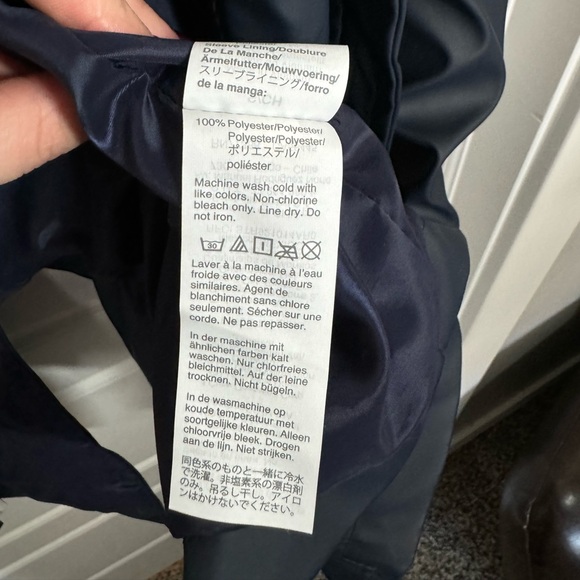 Sleeve Lining/Doublure
De La Manche/
Ärmelfutter/Mouwvoering/
スリーブライニング/forro
de la manga:
100% Polyester/Polyester/
Polyester/Polyester/
ポリエステル/
poliéster
Machine wash cold with
like colors. Non-chlorine
bleach only. Line dry. Do
not iron.
30
Laver à la machine à l'eau
froide avec des couleurs
similaires. Agent de
blanchiment sans chlore
seulement. Sécher sur une
corde. Ne pas repasser.
In der maschine mit
ähnlichen farben kalt
waschen. Nur chlorfreies
bleichmittel. Auf der leine
trocknen. Nicht bügeln.
In de wasmachine op
koude temperatuur met
soortgelijke kleuren. Alleen
chloorvrije bleek. Drogen
aan de lijn. Niet strijken.
同色系のものと一緒に冷水
で洗濯。非塩素系の漂白剤
のみ。吊るし干し。アイロ
ンはかけないでください。